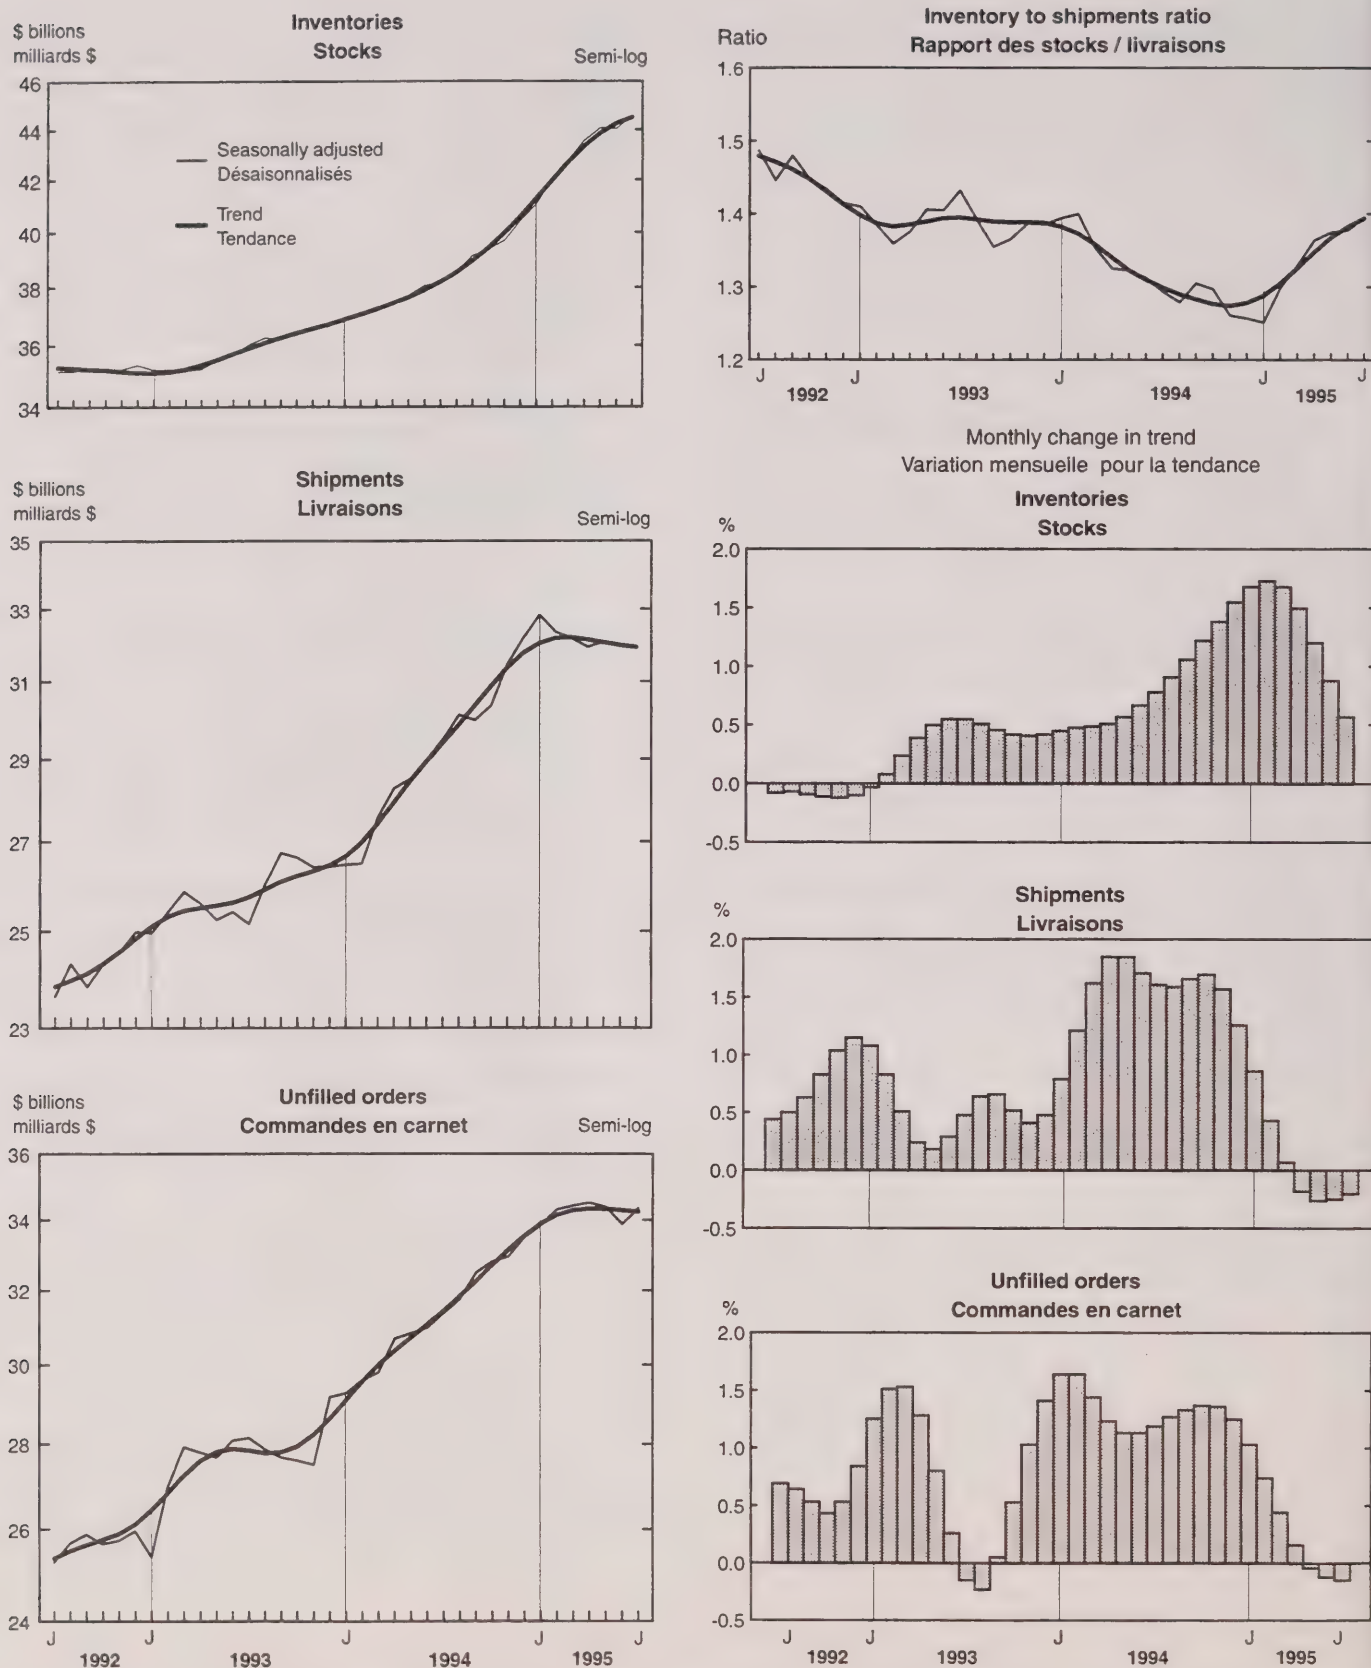 Inventories
Stocks
$ billions
milliards $
Semi-log
46
44
42
40
38
36
34
Seasonally adjusted
Désaisonnalisés
Trend
Tendance
Shipments
Livraisons
$ billions
milliards $
Semi-log
35
33
31
29
27
25
23
Unfilled orders
Commandes en carnet
$ billions
milliards $
Semi-log
36
34
32
30
28
26
24
J J J J J
1992 1993 1994 1995
Inventory to shipments ratio
Rapport des stocks / livraisons
Ratio
1.6
1.5
1.4
1.3
1.2
J J J J J
1992 1993 1994 1995
Monthly change in trend
Variation mensuelle pour la tendance
Inventories
Stocks
%
2.0
1.5
1.0
0.5
0.0
-0.5
Shipments
Livraisons
%
2.0
1.5
1.0
0.5
0.0
-0.5
Unfilled orders
Commandes en carnet
%
2.0
1.5
1.0
0.5
0.0
-0.5
J J J J J
1992 1993 1994 1995